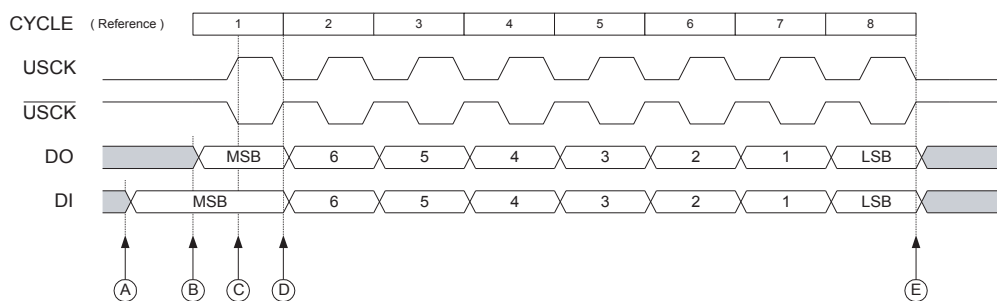 CYCLE ( Reference ) 1 2 3 4 5 6 7 8
USCK
USCK
DO MSB 6 5 4 3 2 1 LSB
DI MSB 6 5 4 3 2 1 LSB
A B C D E